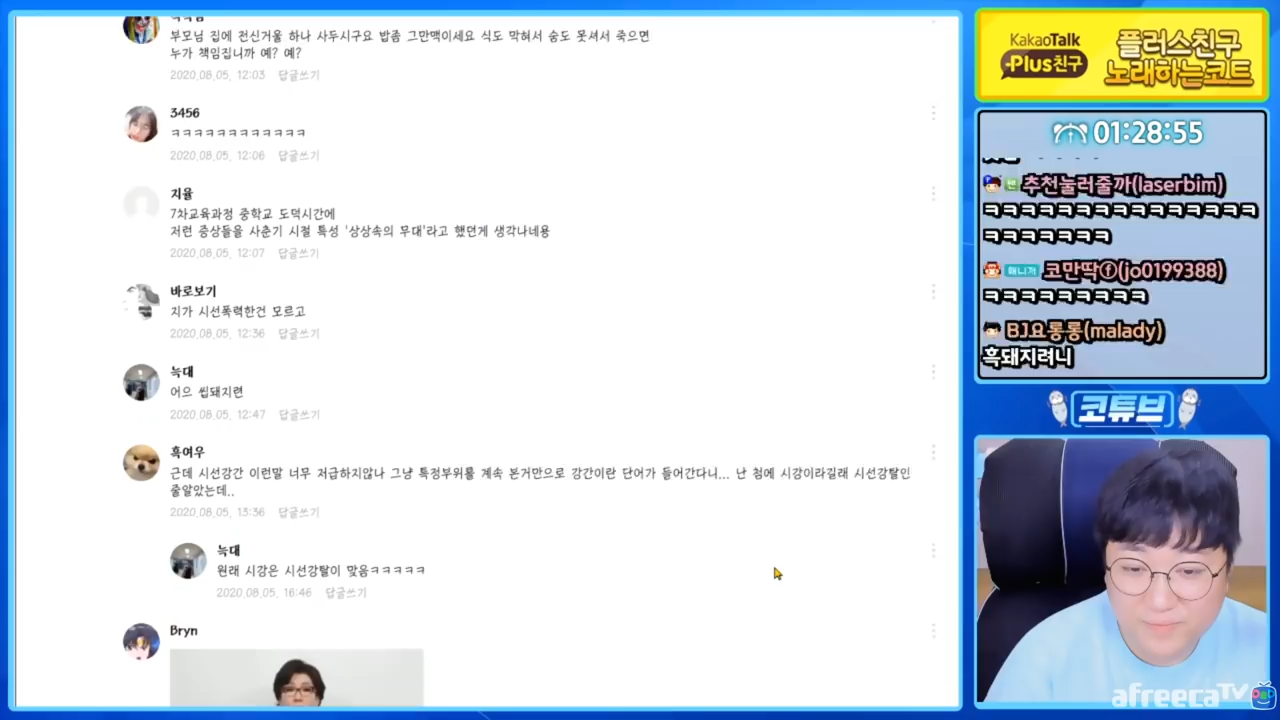 부모님 집에 전신거울 하나 사두시구요 밥좀 그만맥이세요 식도 막혀서 숨도 못셔서 죽으면
누가 책임집니까 예? 예?
2020.08.05. 12:03 답글쓰기
3456
ㅋㅋㅋㅋㅋㅋㅋㅋㅋㅋㅋㅋ
2020.08.05. 12:06 답글쓰기
지율
7차교육과정 중학교 도덕시간에
저런 증상들을 사춘기 시절 특성 '상상속의 무대'라고 했던게 생각나네용
2020.08.05. 12:07 답글쓰기
바로보기
지가 시선폭력한건 모르고
2020.08.05. 12:36 답글쓰기
늑대
어으 씹돼지련
2020.08.05. 12:47 답글쓰기
흑여우
근데 시선강간 이런말 너무 저급하지않나 그냥 특정부위를 계속 본거만으로 강간이란 단어가 들어간다니... 난 첨에 시강이라길래 시선강탈인
줄알았는데..
2020.08.05. 13:36 답글쓰기
늑대
원래 시강은 시선강탈이 맞음ㅋㅋㅋㅋㅋ
2020.08.05. 16:46 답글쓰기
Bryn
KakaoTalk
Plus친구
플러스친구
노래하는코트
01:28:55
팬 추천눌러줄까(laserbim)
ㅋㅋㅋㅋㅋㅋㅋㅋㅋㅋㅋㅋㅋㅋㅋ
ㅋㅋㅋㅋㅋㅋㅋ
매니저 코만딱ⓕ(jo0199388)
ㅋㅋㅋㅋㅋㅋㅋㅋㅋ
BJ요롱롱(malady)
흑돼지려니
코튜브
afreecaTV